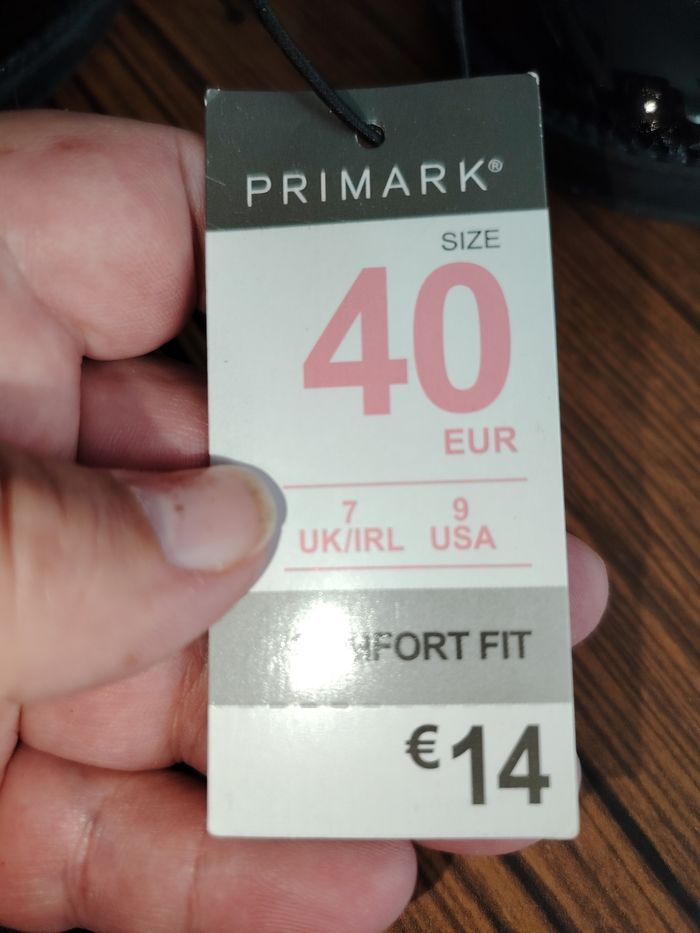 PRIMARK®
SIZE
40
EUR
7 9
UK/IRL USA
FIT
€14